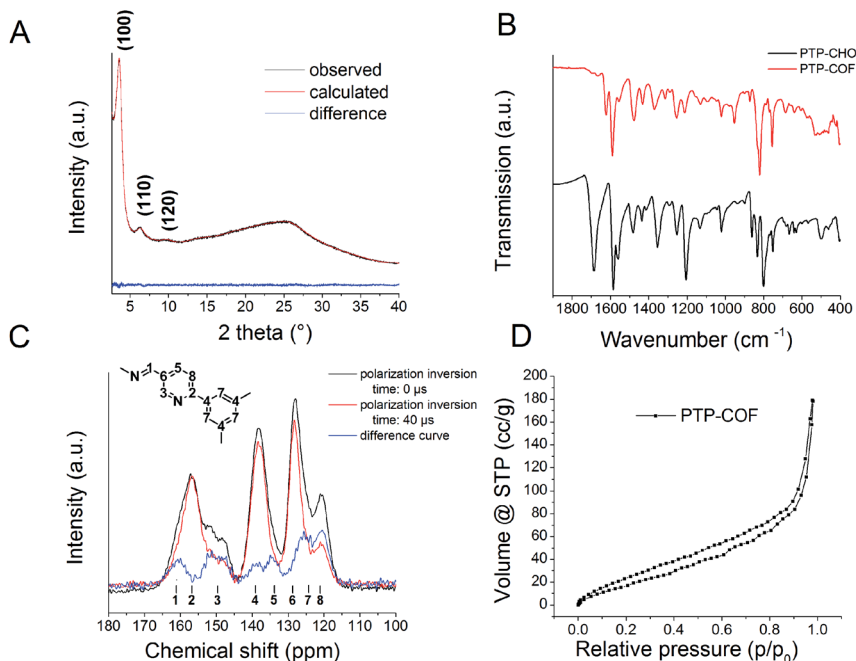 A
(100)
(110)
(120)
observed
calculated
difference
Intensity (a.u.)
5 10 15 20 25 30 35 40
2 theta (°)
B
PTP-CHO
PTP-COF
Transmission (a.u.)
1800 1600 1400 1200 1000 800 600 400
Wavenumber (cm -1)
C
N=1 6 5 8 3 N 2 4 7 4 7 7 4
polarization inversion
time: 0 µs
polarization inversion
time: 40 µs
difference curve
Intensity (a.u.)
1 2 3 4 5 6 7 8
180 170 160 150 140 130 120 110 100
Chemical shift (ppm)
D
PTP-COF
Volume @ STP (cc/g)
200
180
160
140
120
100
80
60
40
20
0
0.0 0.2 0.4 0.6 0.8 1.0
Relative pressure (p/p0)